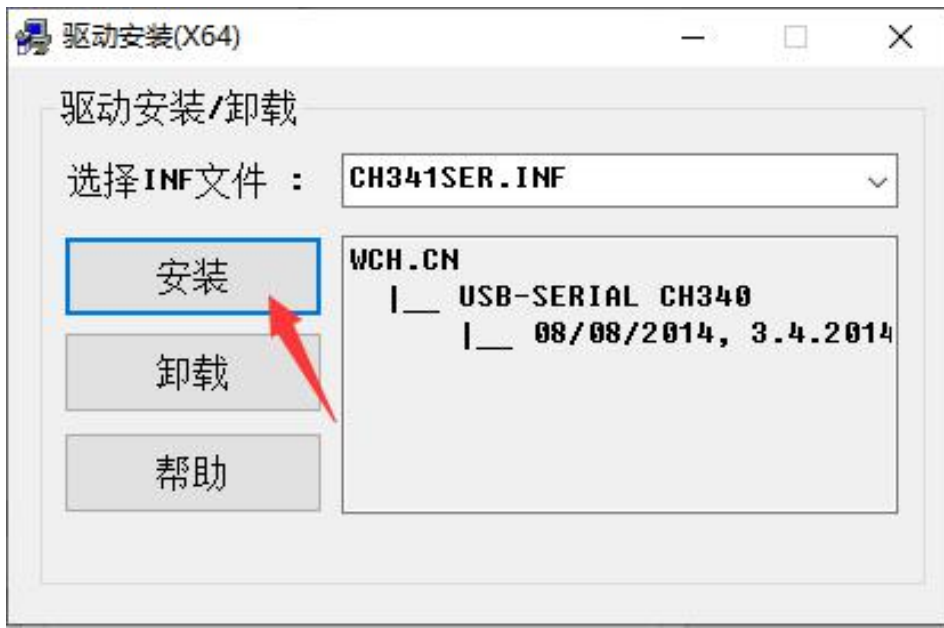 驱动安装(X64)
驱动安装/卸载
选择INF文件 :
CH341SER.INF
安装
卸载
帮助
WCH.CN
|__ USB-SERIAL CH340
|__ 08/08/2014, 3.4.2014